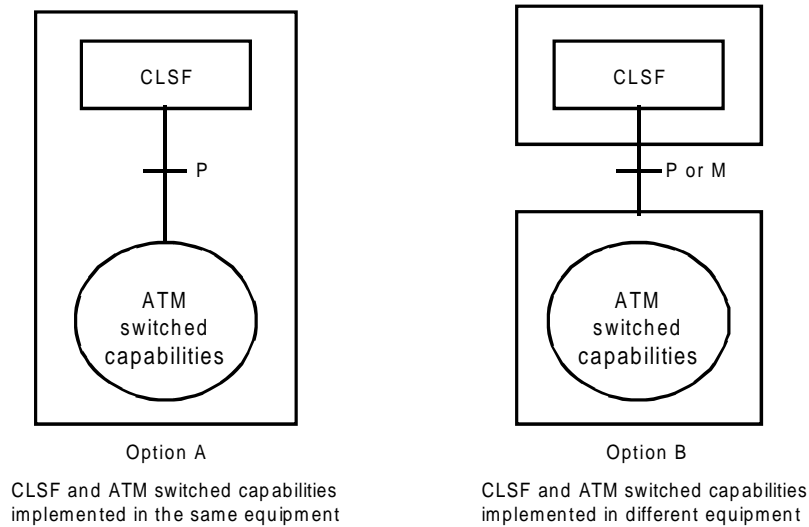 CLSF
P
ATM
switched
capabilities
Option A
CLSF and ATM switched capabilities
implemented in the same equipment
CLSF
P or M
ATM
switched
capabilities
Option B
CLSF and ATM switched capabilities
implemented in different equipment